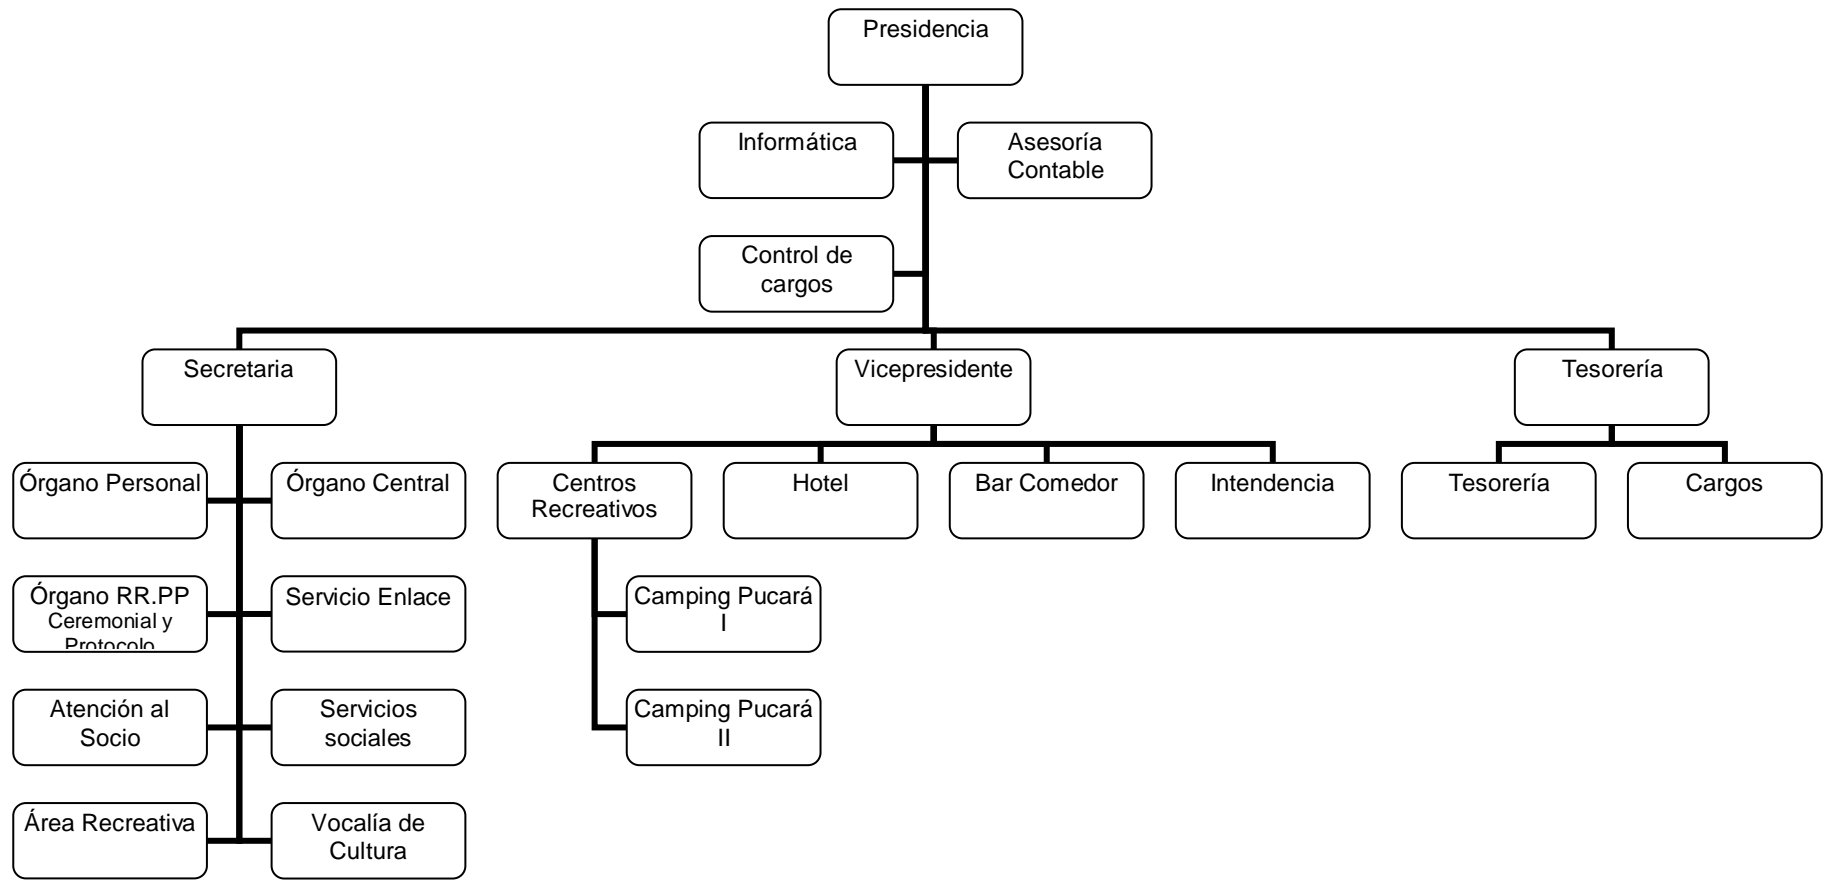 Presidencia
Informática
Asesoría
Contable
Control de
cargos
Secretaria
Vicepresidente
Tesorería
Órgano Personal
Órgano Central
Centros
Recreativos
Hotel
Bar Comedor
Intendencia
Tesorería
Cargos
Órgano RR.PP
Ceremonial y
Protocolo
Servicio Enlace
Camping Pucará
I
Atención al
Socio
Servicios
sociales
Camping Pucará
II
Área Recreativa
Vocalía de
Cultura